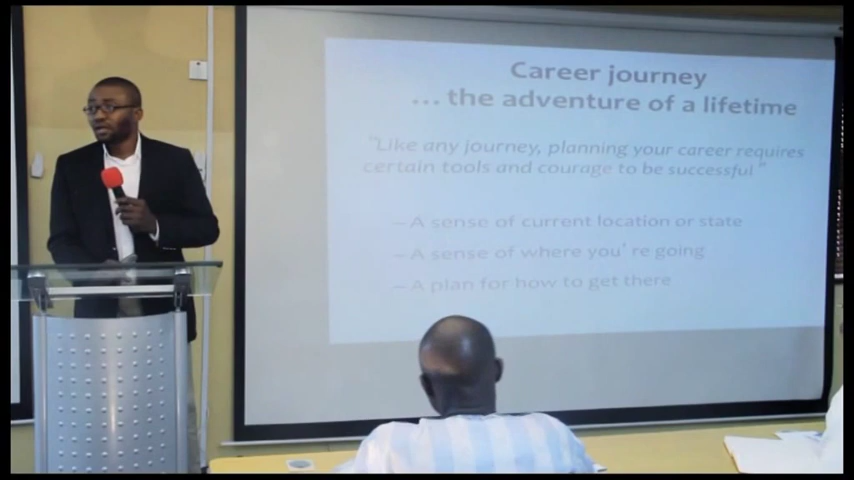 Career journey
... the adventure of a lifetime
"Like any journey, planning your career requires
certain tools and courage to be successful"
– A sense of current location or state
– A sense of where you're going
– A plan for how to get there